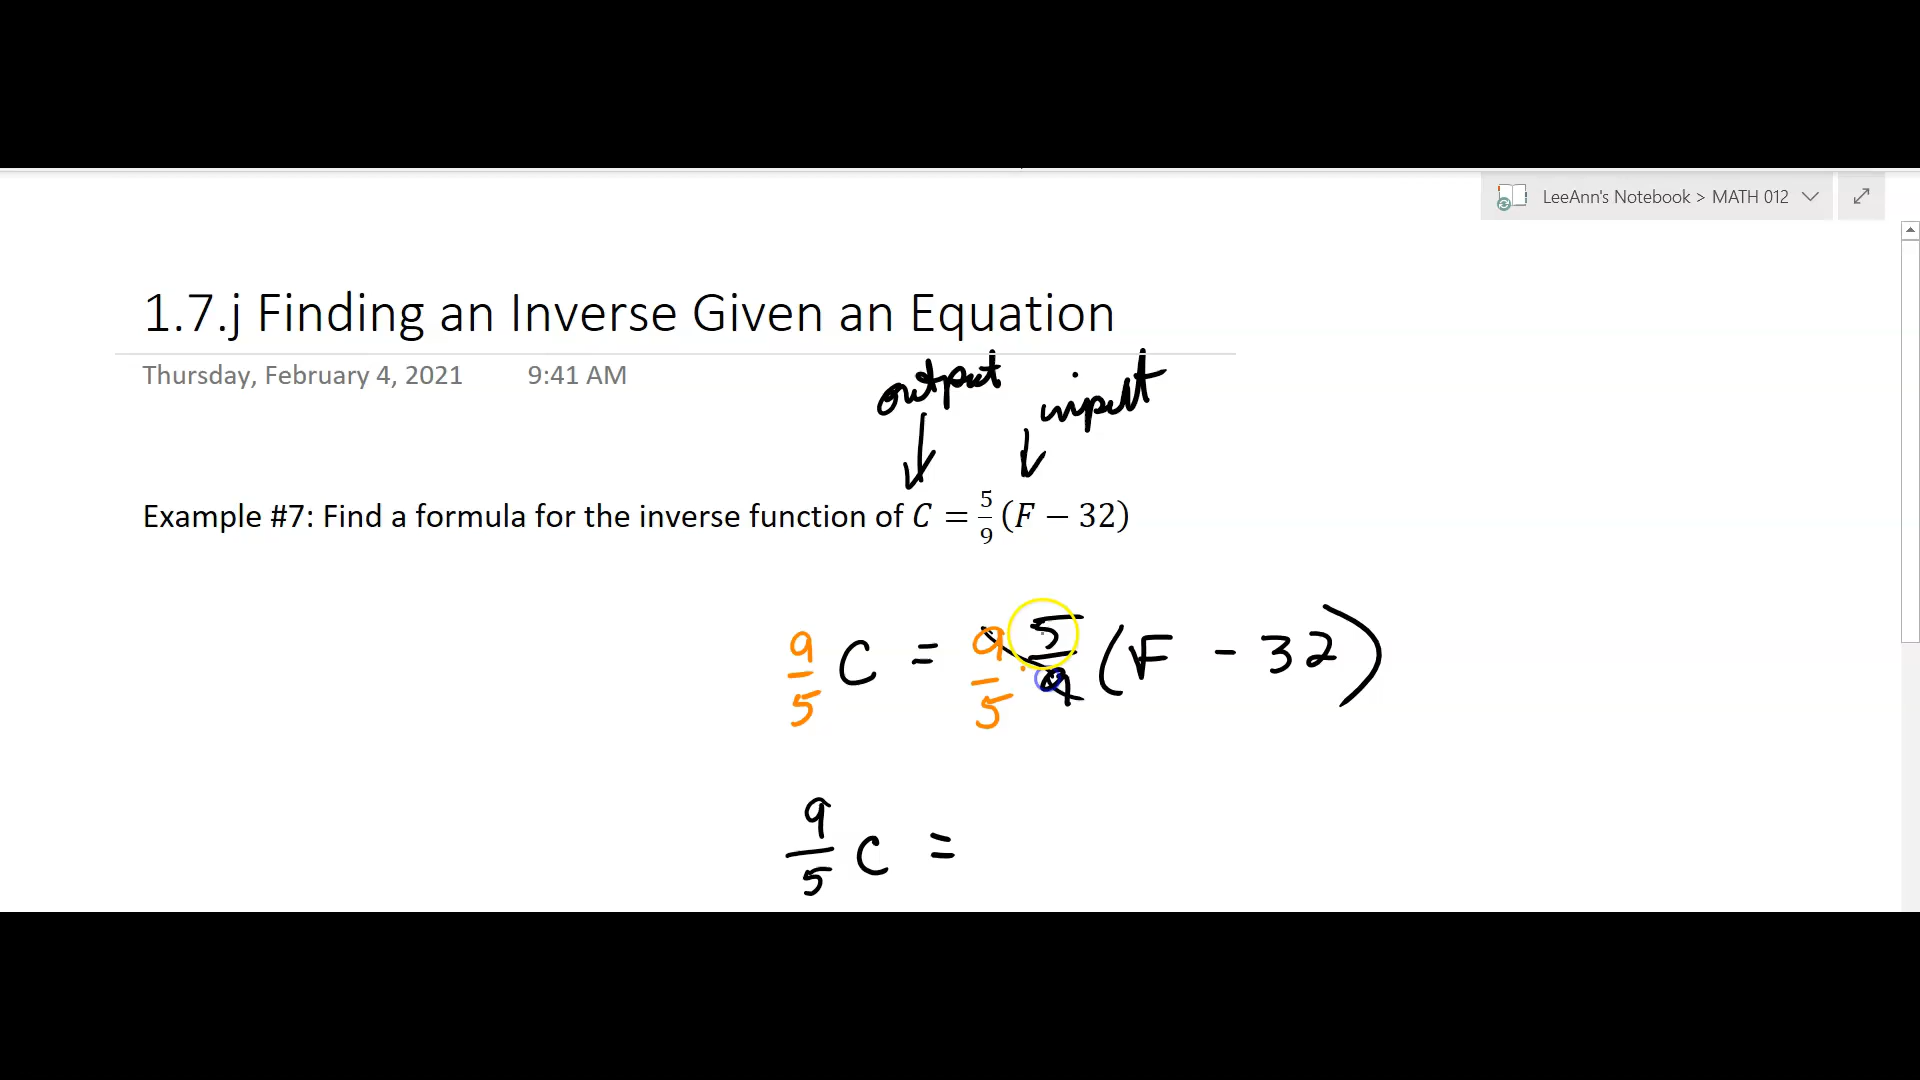 LeeAnn's Notebook > MATH 012
1.7.j Finding an Inverse Given an Equation
Thursday, February 4, 2021 9:41 AM
output input
Example #7: Find a formula for the inverse function of C = 5/9 (F − 32)
9/5 C = 9/5 · 5/9 (F - 32)
9/5 C =